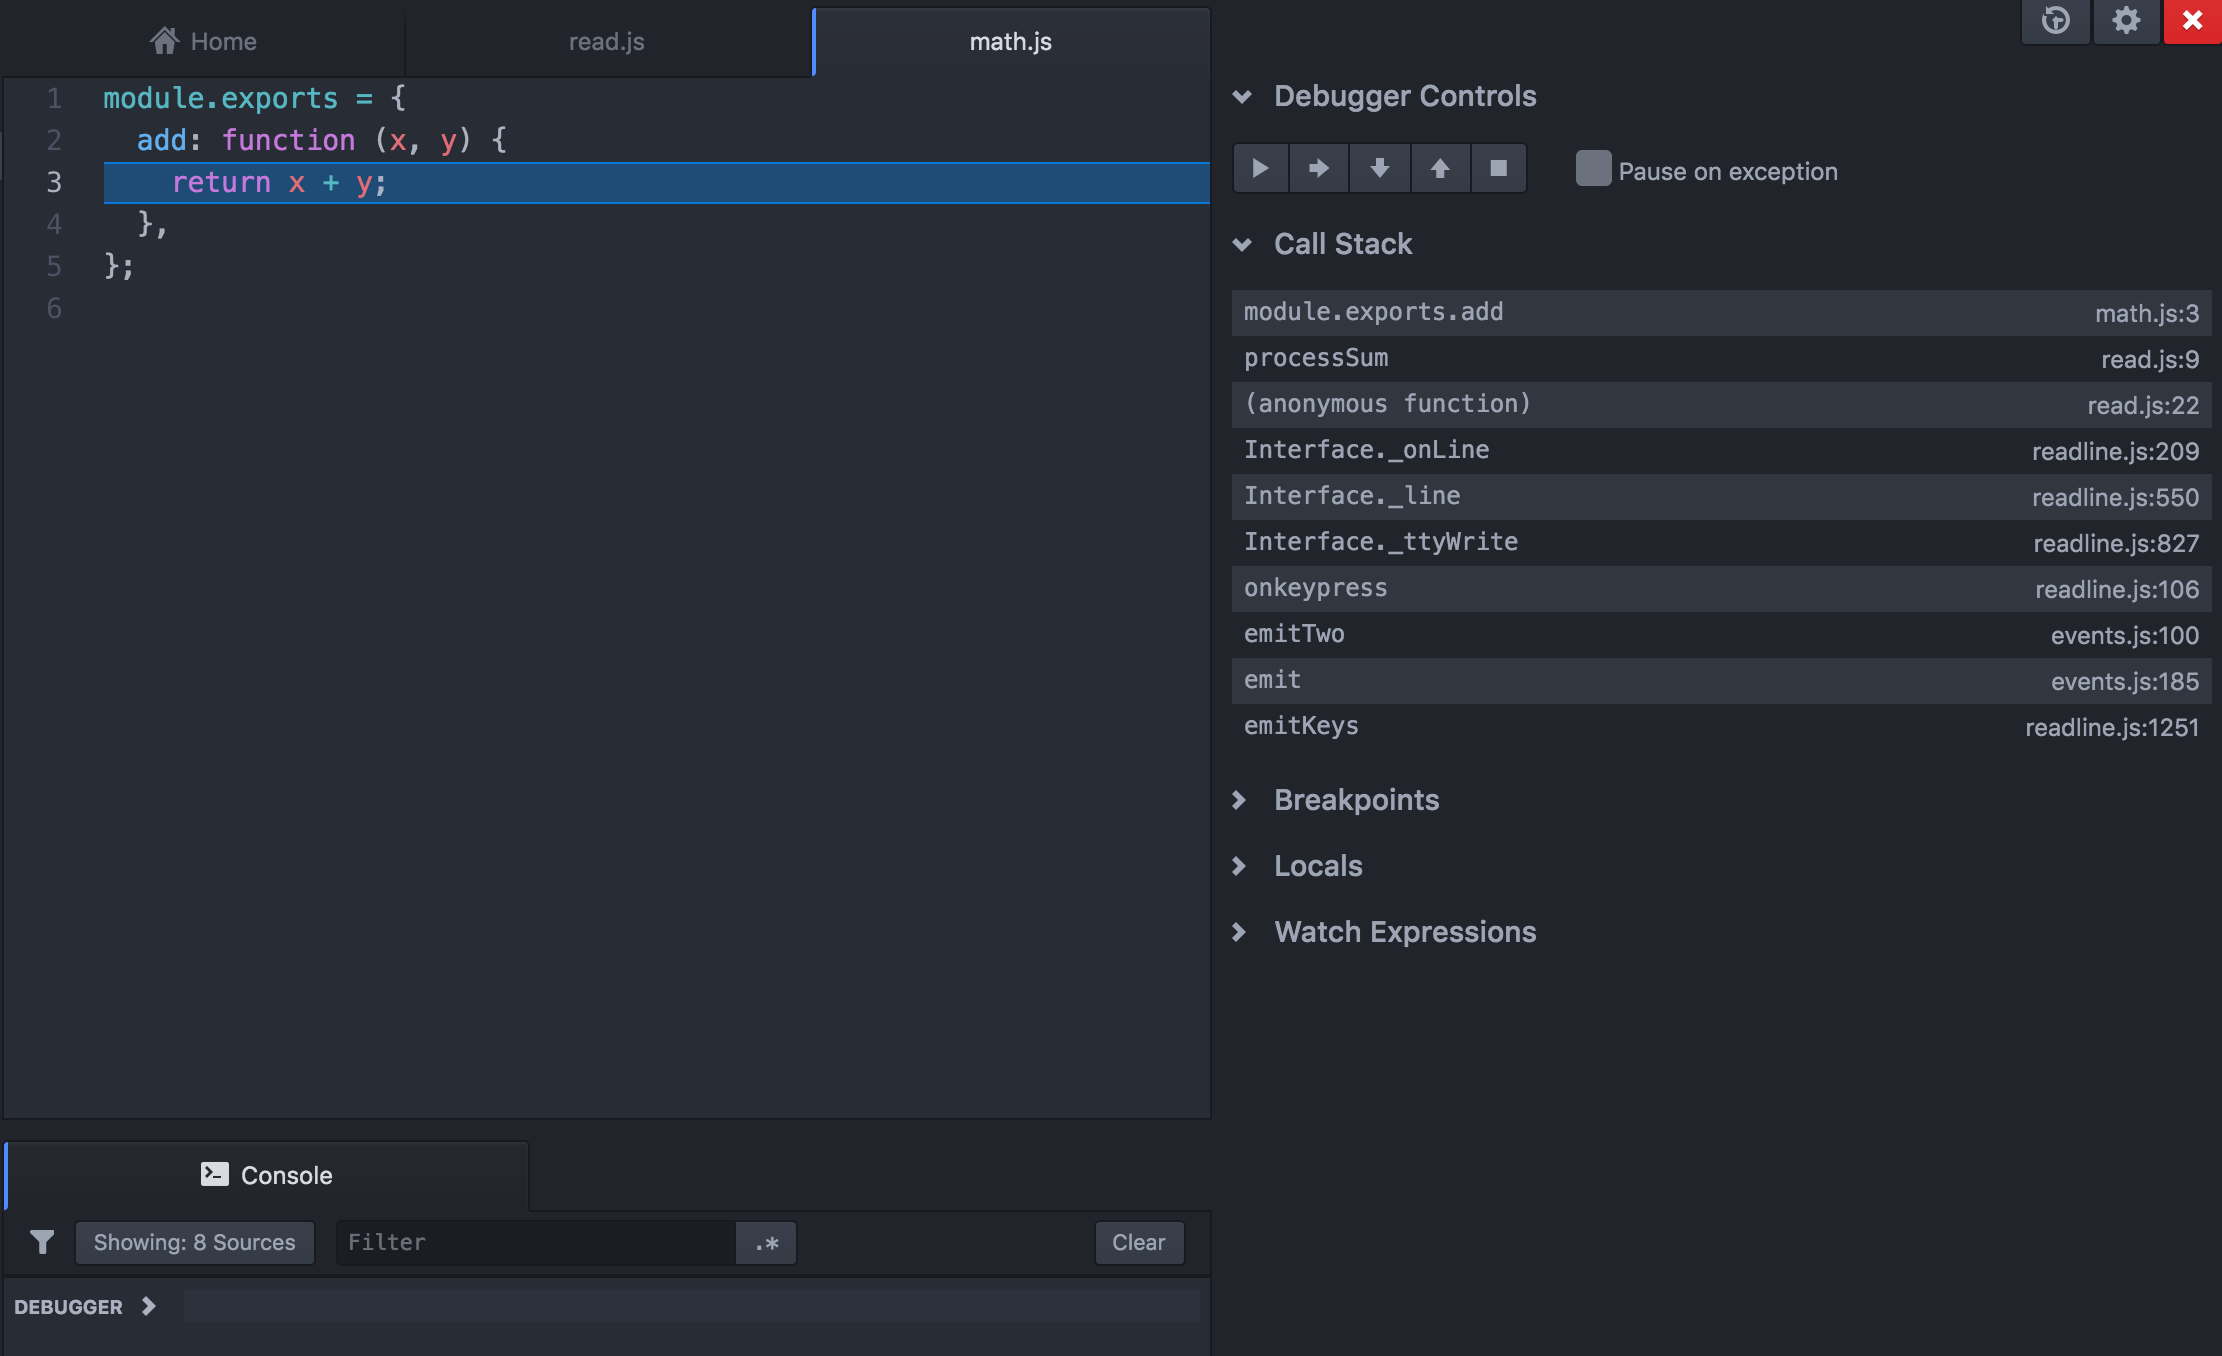 Home
read.js
math.js
1 module.exports = {
2   add: function (x, y) {
3     return x + y;
4   },
5 };
6
Debugger Controls
Pause on exception
Call Stack
module.exports.add math.js:3
processSum read.js:9
(anonymous function) read.js:22
Interface._onLine readline.js:209
Interface._line readline.js:550
Interface._ttyWrite readline.js:827
onkeypress readline.js:106
emitTwo events.js:100
emit events.js:185
emitKeys readline.js:1251
Breakpoints
Locals
Watch Expressions
Console
Showing: 8 Sources
Filter
.*
Clear
DEBUGGER